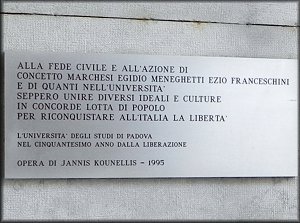 ALLA FEDE CIVILE E ALL'AZIONE DI
CONCETTO MARCHESI EGIDIO MENEGHETTI EZIO FRANCESCHINI
E DI QUANTI NELL'UNIVERSITA'
SEPPERO UNIRE DIVERSI IDEALI E CULTURE
IN CONCORDE LOTTA DI POPOLO
PER RICONQUISTARE ALL'ITALIA LA LIBERTA'
L'UNIVERSITA' DEGLI STUDI DI PADOVA
NEL CINQUANTESIMO ANNO DALLA LIBERAZIONE
OPERA DI JANNIS KOUNELLIS – 1995